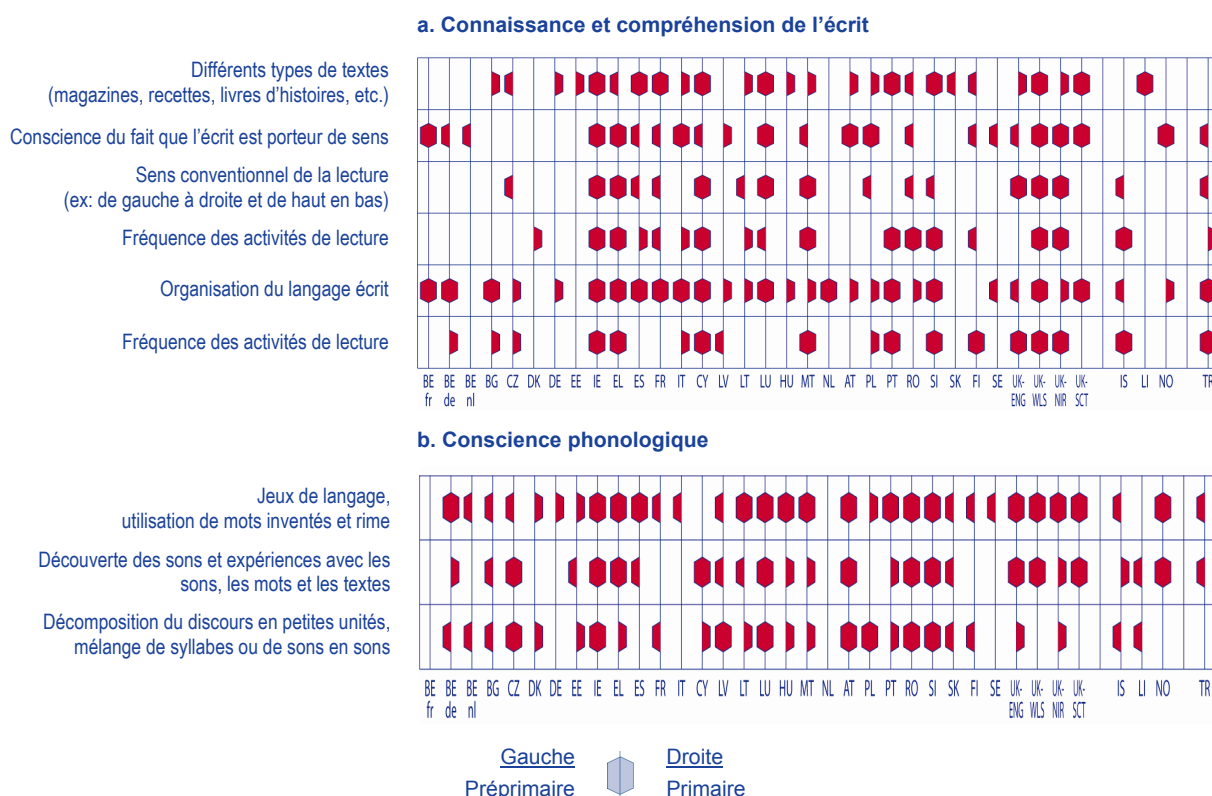 a. Connaissance et compréhension de l'écrit
Différents types de textes
(magazines, recettes, livres d'histoires, etc.)
Conscience du fait que l'écrit est porteur de sens
Sens conventionnel de la lecture
(ex: de gauche à droite et de haut en bas)
Fréquence des activités de lecture
Organisation du langage écrit
Fréquence des activités de lecture
BE BE BE BG CZ DK DE EE IE EL ES FR IT CY LV LT LU HU MT NL AT PL PT RO SI SK FI SE UK- UK- UK- UK- IS LI NO TR
fr de nl ENG WLS NIR SCT
b. Conscience phonologique
Jeux de langage,
utilisation de mots inventés et rime
Découverte des sons et expériences avec les
sons, les mots et les textes
Décomposition du discours en petites unités,
mélange de syllabes ou de sons en sons
BE BE BE BG CZ DK DE EE IE EL ES FR IT CY LV LT LU HU MT NL AT PL PT RO SI SK FI SE UK- UK- UK- UK- IS LI NO TR
fr de nl ENG WLS NIR SCT
Gauche Droite
Préprimaire Primaire